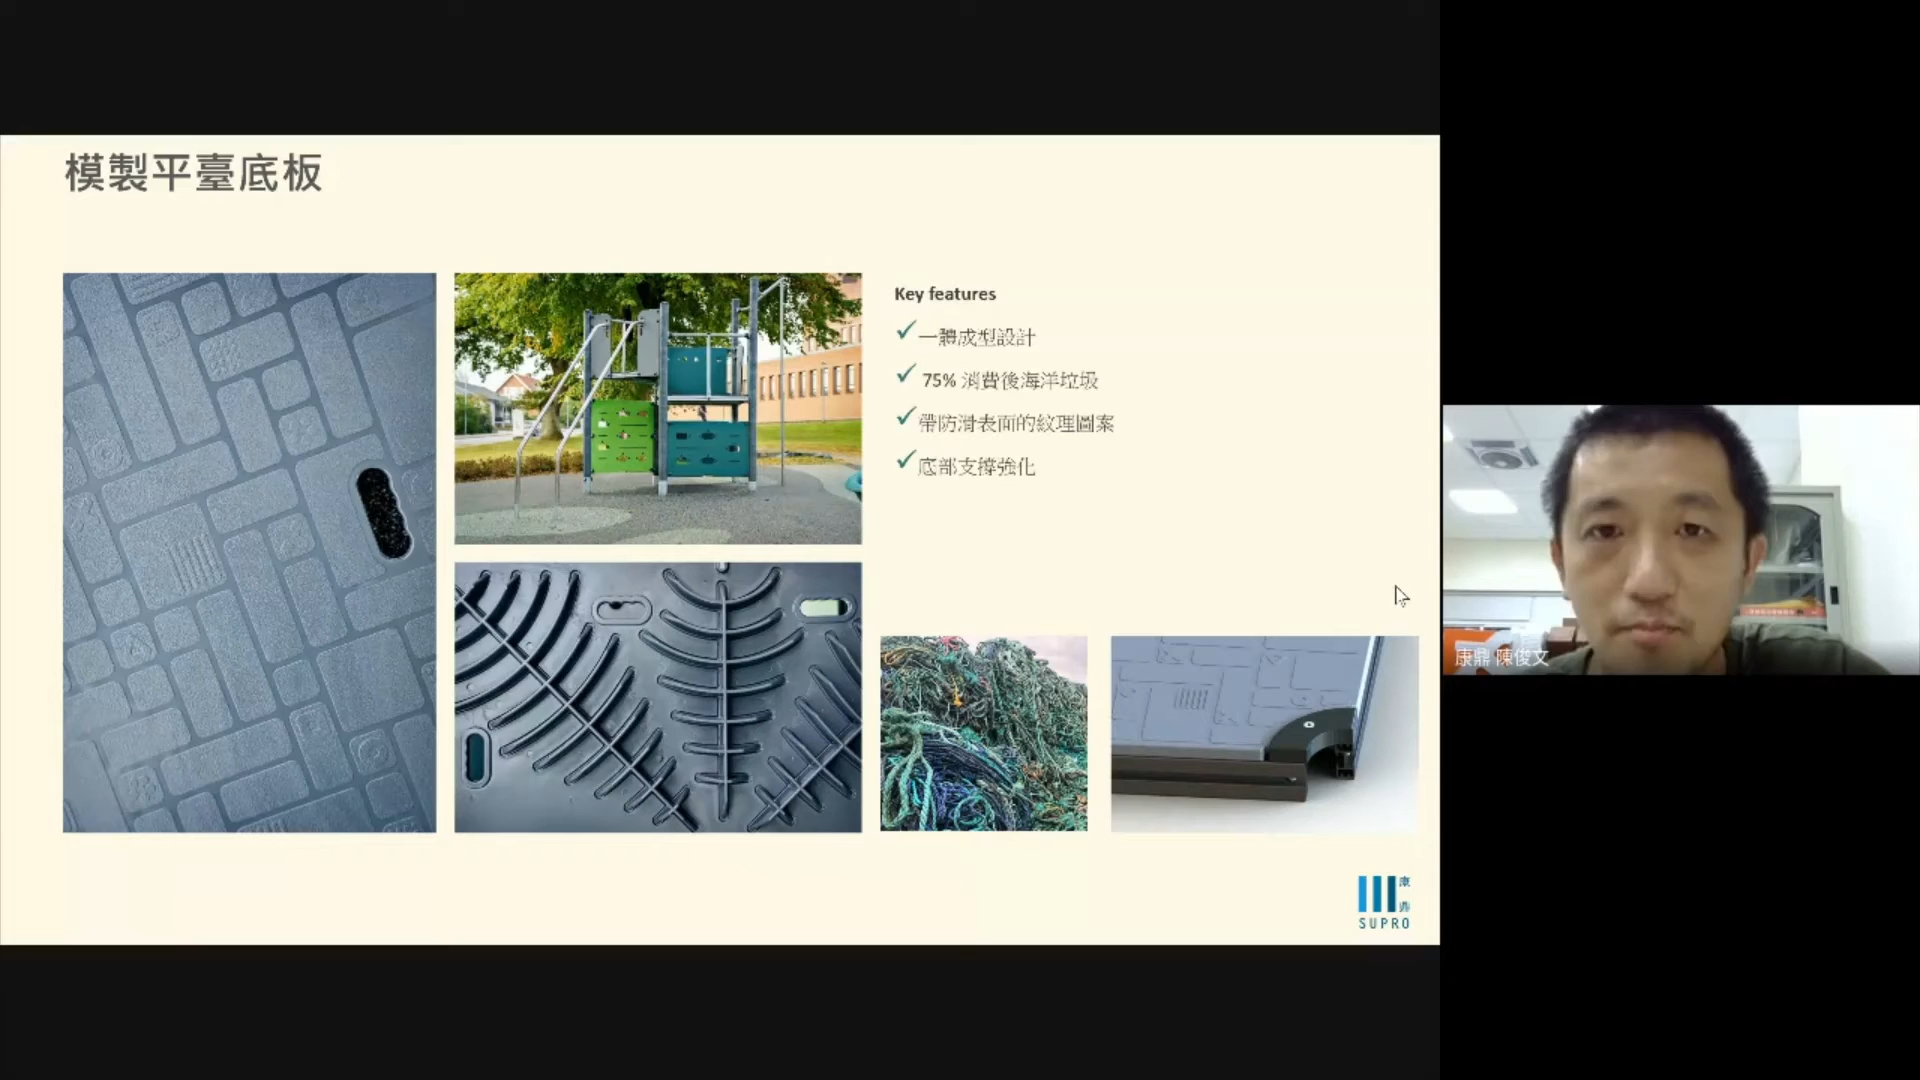 模製平臺底板
Key features
一體成型設計
75% 消費後海洋垃圾
帶防滑表面的紋理圖案
底部支撐強化
康鼎
SUPRO
康鼎 陳俊文